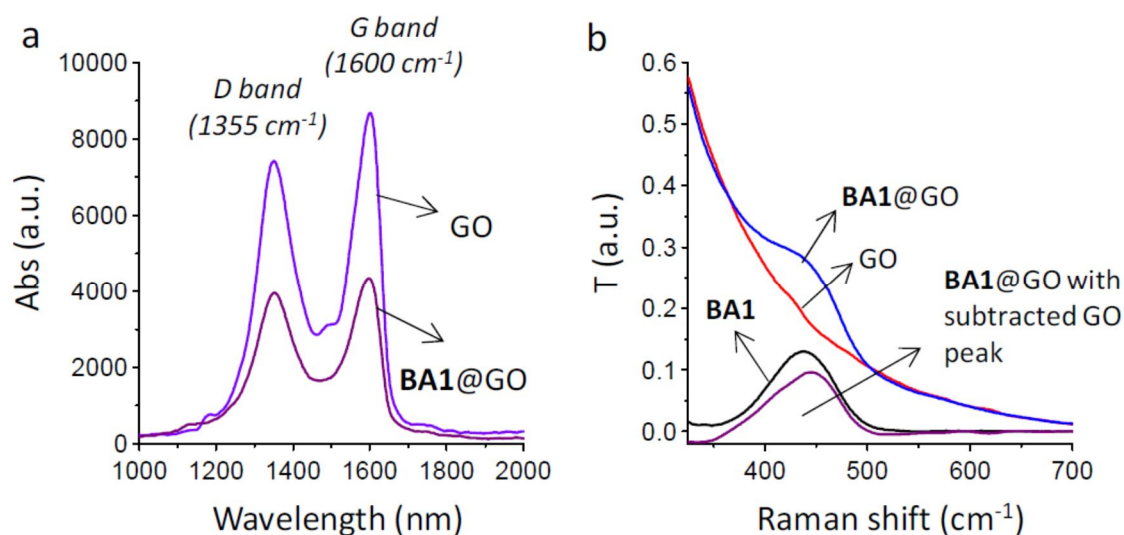 a
G band
(1600 cm⁻¹)
D band
(1355 cm⁻¹)
10000
8000
6000
4000
2000
0
Abs (a.u.)
GO
BA1@GO
1000 1200 1400 1600 1800 2000
Wavelength (nm)
b
0.6
0.5
0.4
0.3
0.2
0.1
0.0
T (a.u.)
BA1@GO
GO
BA1
BA1@GO with
subtracted GO
peak
400 500 600 700
Raman shift (cm⁻¹)